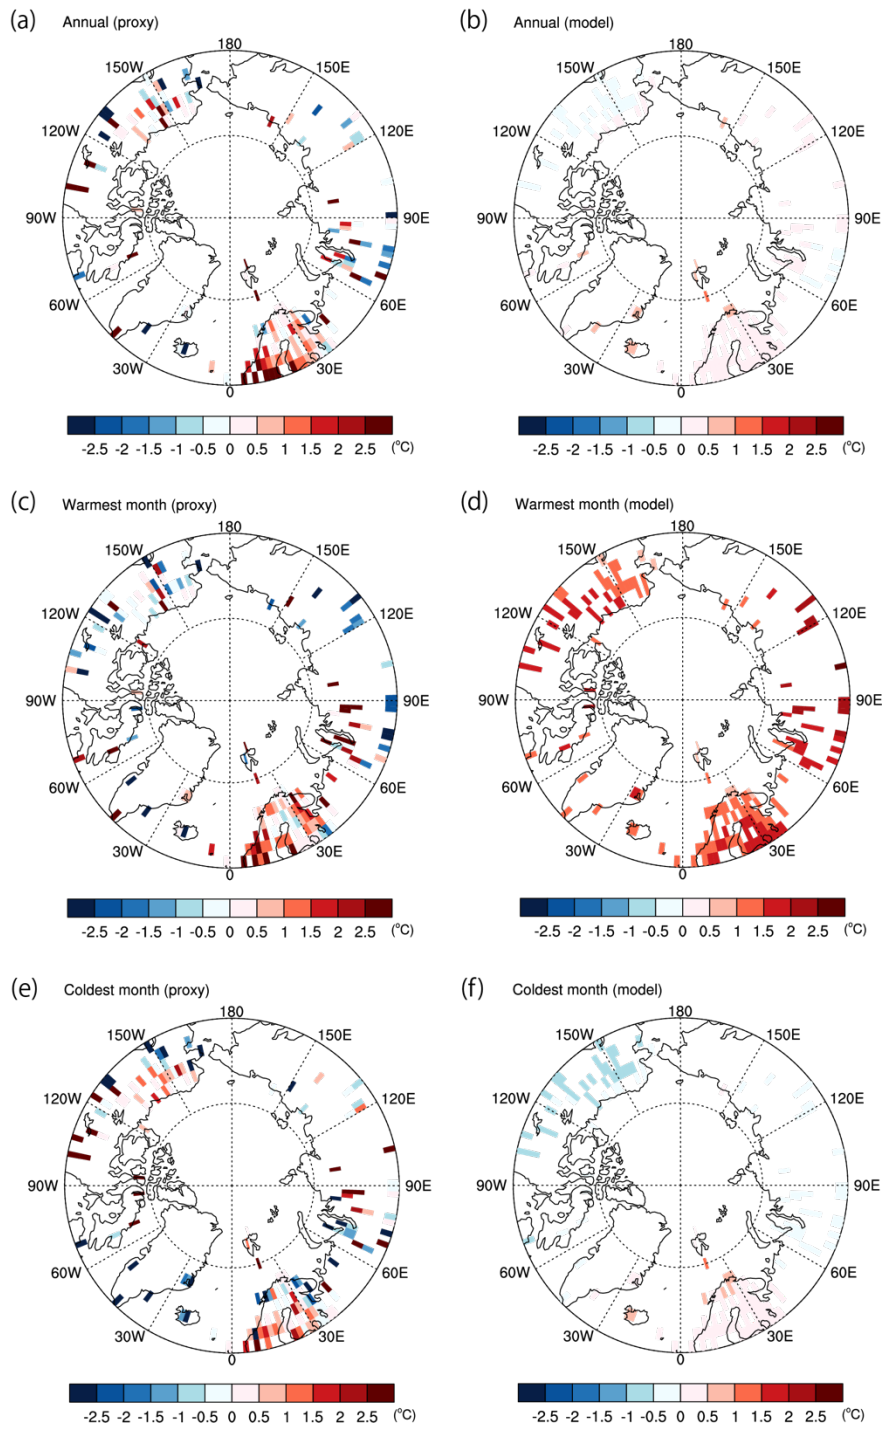 (a) Annual (proxy)
180
150W 150E
120W 120E
90W 90E
60W 60E
30W 30E
0
-2.5 -2 -1.5 -1 -0.5 0 0.5 1 1.5 2 2.5 (°C)
(b) Annual (model)
180
150W 150E
120W 120E
90W 90E
60W 60E
30W 30E
0
-2.5 -2 -1.5 -1 -0.5 0 0.5 1 1.5 2 2.5 (°C)
(c) Warmest month (proxy)
180
150W 150E
120W 120E
90W 90E
60W 60E
30W 30E
0
-2.5 -2 -1.5 -1 -0.5 0 0.5 1 1.5 2 2.5 (°C)
(d) Warmest month (model)
180
150W 150E
120W 120E
90W 90E
60W 60E
30W 30E
0
-2.5 -2 -1.5 -1 -0.5 0 0.5 1 1.5 2 2.5 (°C)
(e) Coldest month (proxy)
180
150W 150E
120W 120E
90W 90E
60W 60E
30W 30E
0
-2.5 -2 -1.5 -1 -0.5 0 0.5 1 1.5 2 2.5 (°C)
(f) Coldest month (model)
180
150W 150E
120W 120E
90W 90E
60W 60E
30W 30E
0
-2.5 -2 -1.5 -1 -0.5 0 0.5 1 1.5 2 2.5 (°C)